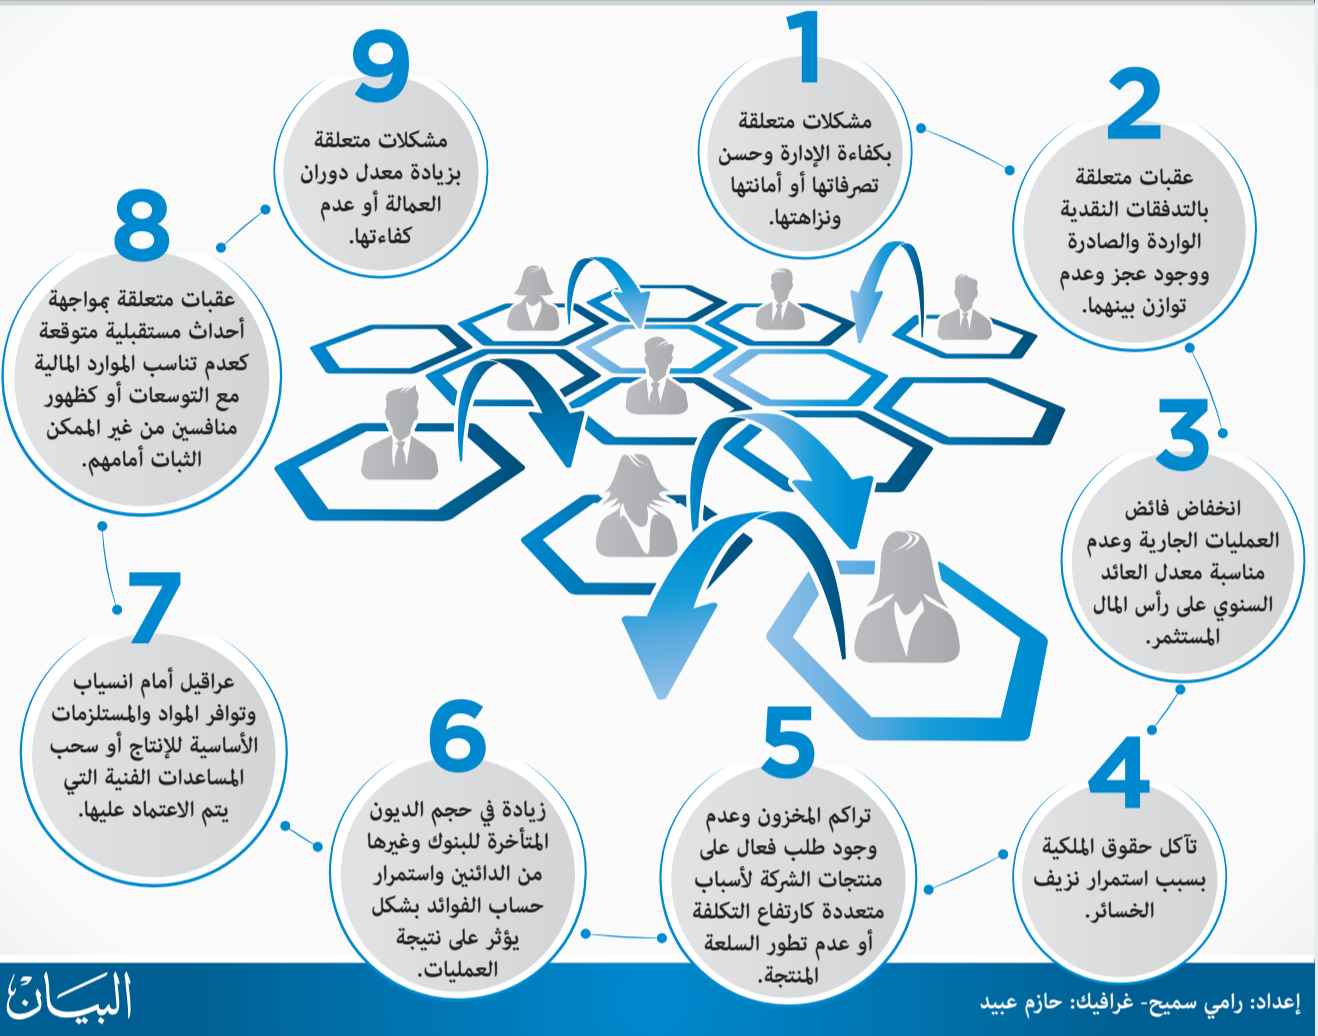 1
مشكلات متعلقة
بكفاءة الإدارة وحسن
تصرفاتها أو أمانتها
ونزاهتها.
2
عقبات متعلقة
بالتدفقات النقدية
الواردة والصادرة
ووجود عجز وعدم
توازن بينهما.
3
انخفاض فائض
العمليات الجارية وعدم
مناسبة معدل العائد
السنوي على رأس المال
المستثمر.
4
تآكل حقوق الملكية
بسبب استمرار نزيف
الخسائر.
5
تراكم المخزون وعدم
وجود طلب فعال على
منتجات الشركة لأسباب
متعددة كارتفاع التكلفة
أو عدم تطور السلعة
المنتجة.
6
زيادة في حجم الديون
المتأخرة للبنوك وغيرها
من الدائنين واستمرار
حساب الفوائد بشكل
يؤثر على نتيجة
العمليات.
7
عراقيل أمام انسياب
وتوافر المواد والمستلزمات
الأساسية للإنتاج أو سحب
المساعدات الفنية التي
يتم الاعتماد عليها.
8
عقبات متعلقة بمواجهة
أحداث مستقبلية متوقعة
كعدم تناسب الموارد المالية
مع التوسعات أو كظهور
منافسين من غير الممكن
الثبات أمامهم.
9
مشكلات متعلقة
بزيادة معدل دوران
العمالة أو عدم
كفاءتها.
إعداد: رامي سميح- غرافيك: حازم عبيد
البيان